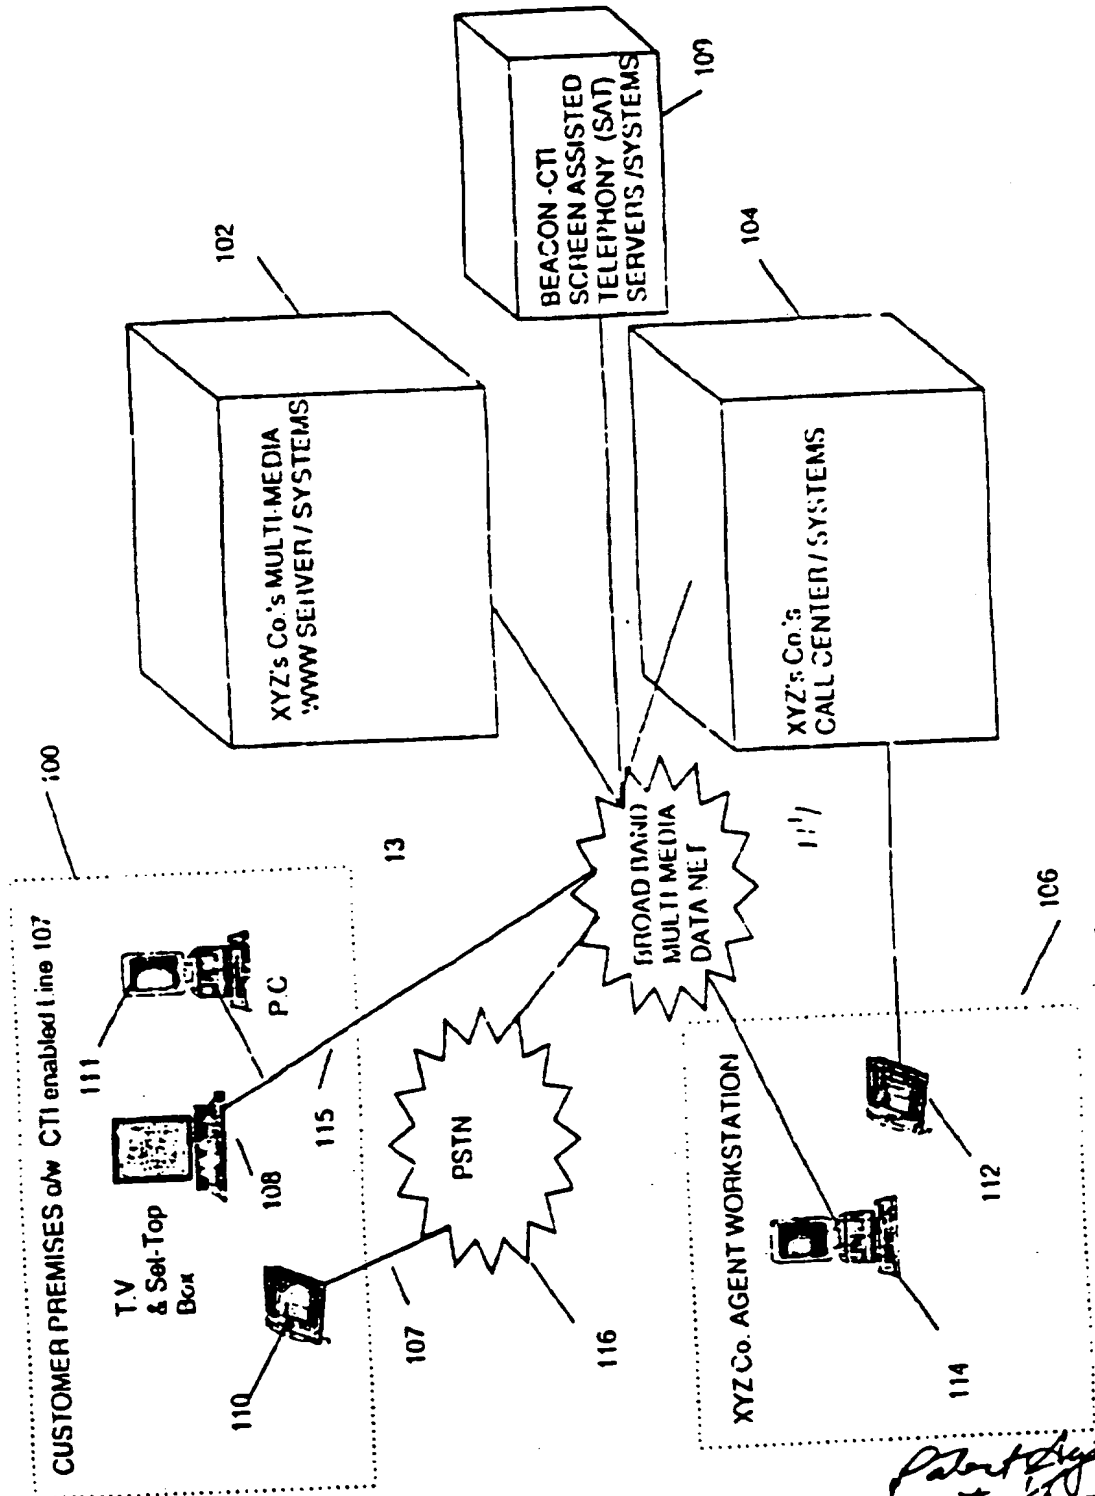 CUSTOMER PREMISES o/w CTI enabled Line 107
100
111
P.C
T.V
& Set-Top
Box
108
110
115
107
13
PSTN
116
XYZ's Co.'s MULTI-MEDIA
WWW SERVER / SYSTEMS
102
BEACON -CTI
SCREEN ASSISTED
TELEPHONY (SAT)
SERVERS /SYSTEMS
109
BROAD BAND
MULTI MEDIA
DATA NET
XYZ's Co.'s
CALL CENTER / SYSTEMS
104
XYZ Co. AGENT WORKSTATION
106
112
114